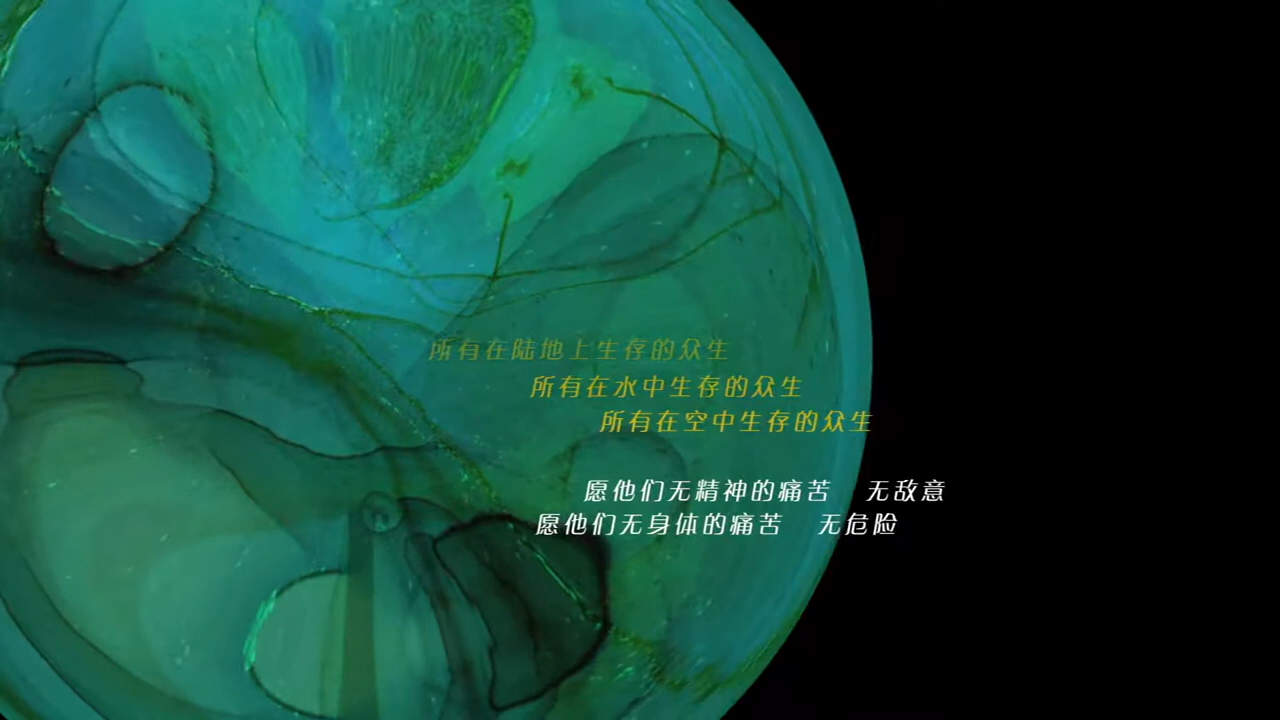 所有在陆地上生存的众生
所有在水中生存的众生
所有在空中生存的众生
愿他们无精神的痛苦 无敌意
愿他们无身体的痛苦 无危险